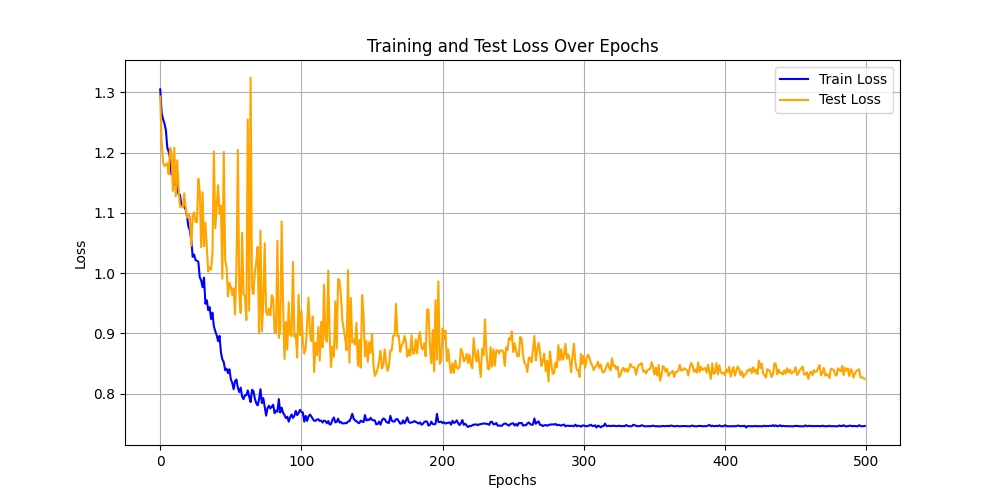 Training and Test Loss Over Epochs
Train Loss
Test Loss
1.3
1.2
1.1
1.0
0.9
0.8
Loss
0 100 200 300 400 500
Epochs